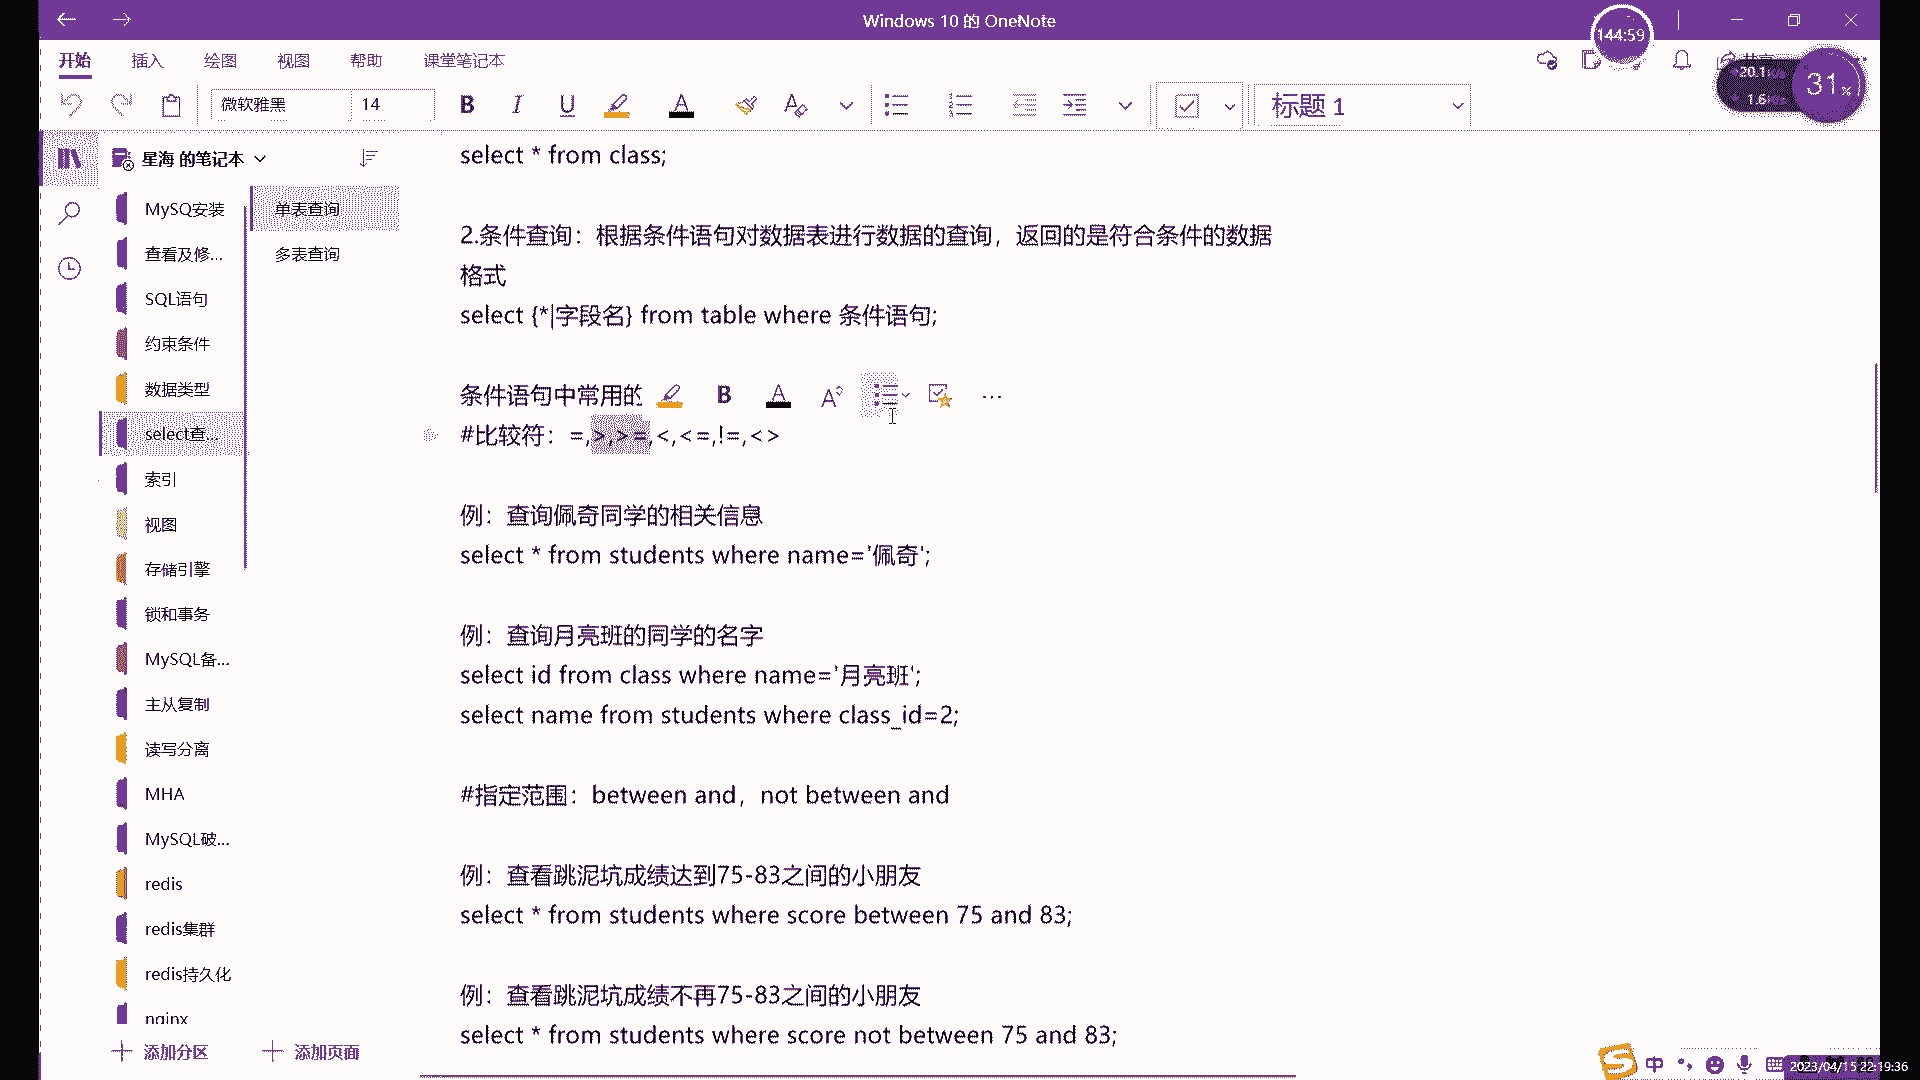 Windows 10 的 OneNote
144:59
开始 插入 绘图 视图 帮助 课堂笔记本
20.1
1.6
31%
微软雅黑 14 B I U A 标题 1
星海 的笔记本
MySQ安装
查看及修...
SQL语句
约束条件
数据类型
select查...
索引
视图
存储引擎
锁和事务
MySQL备...
主从复制
读写分离
MHA
MySQL破...
redis
redis集群
redis持久化
nginx
添加分区
单表查询
多表查询
添加页面
select * from class;
2.条件查询：根据条件语句对数据表进行数据的查询，返回的是符合条件的数据
格式
select {*|字段名} from table where 条件语句;
条件语句中常用的
#比较符：=,>,>=,<,<=,!=,<>
例：查询佩奇同学的相关信息
select * from students where name='佩奇';
例：查询月亮班的同学的名字
select id from class where name='月亮班';
select name from students where class_id=2;
#指定范围：between and，not between and
例：查看跳泥坑成绩达到75-83之间的小朋友
select * from students where score between 75 and 83;
例：查看跳泥坑成绩不再75-83之间的小朋友
select * from students where score not between 75 and 83;
中
2023/04/15 22:19:36